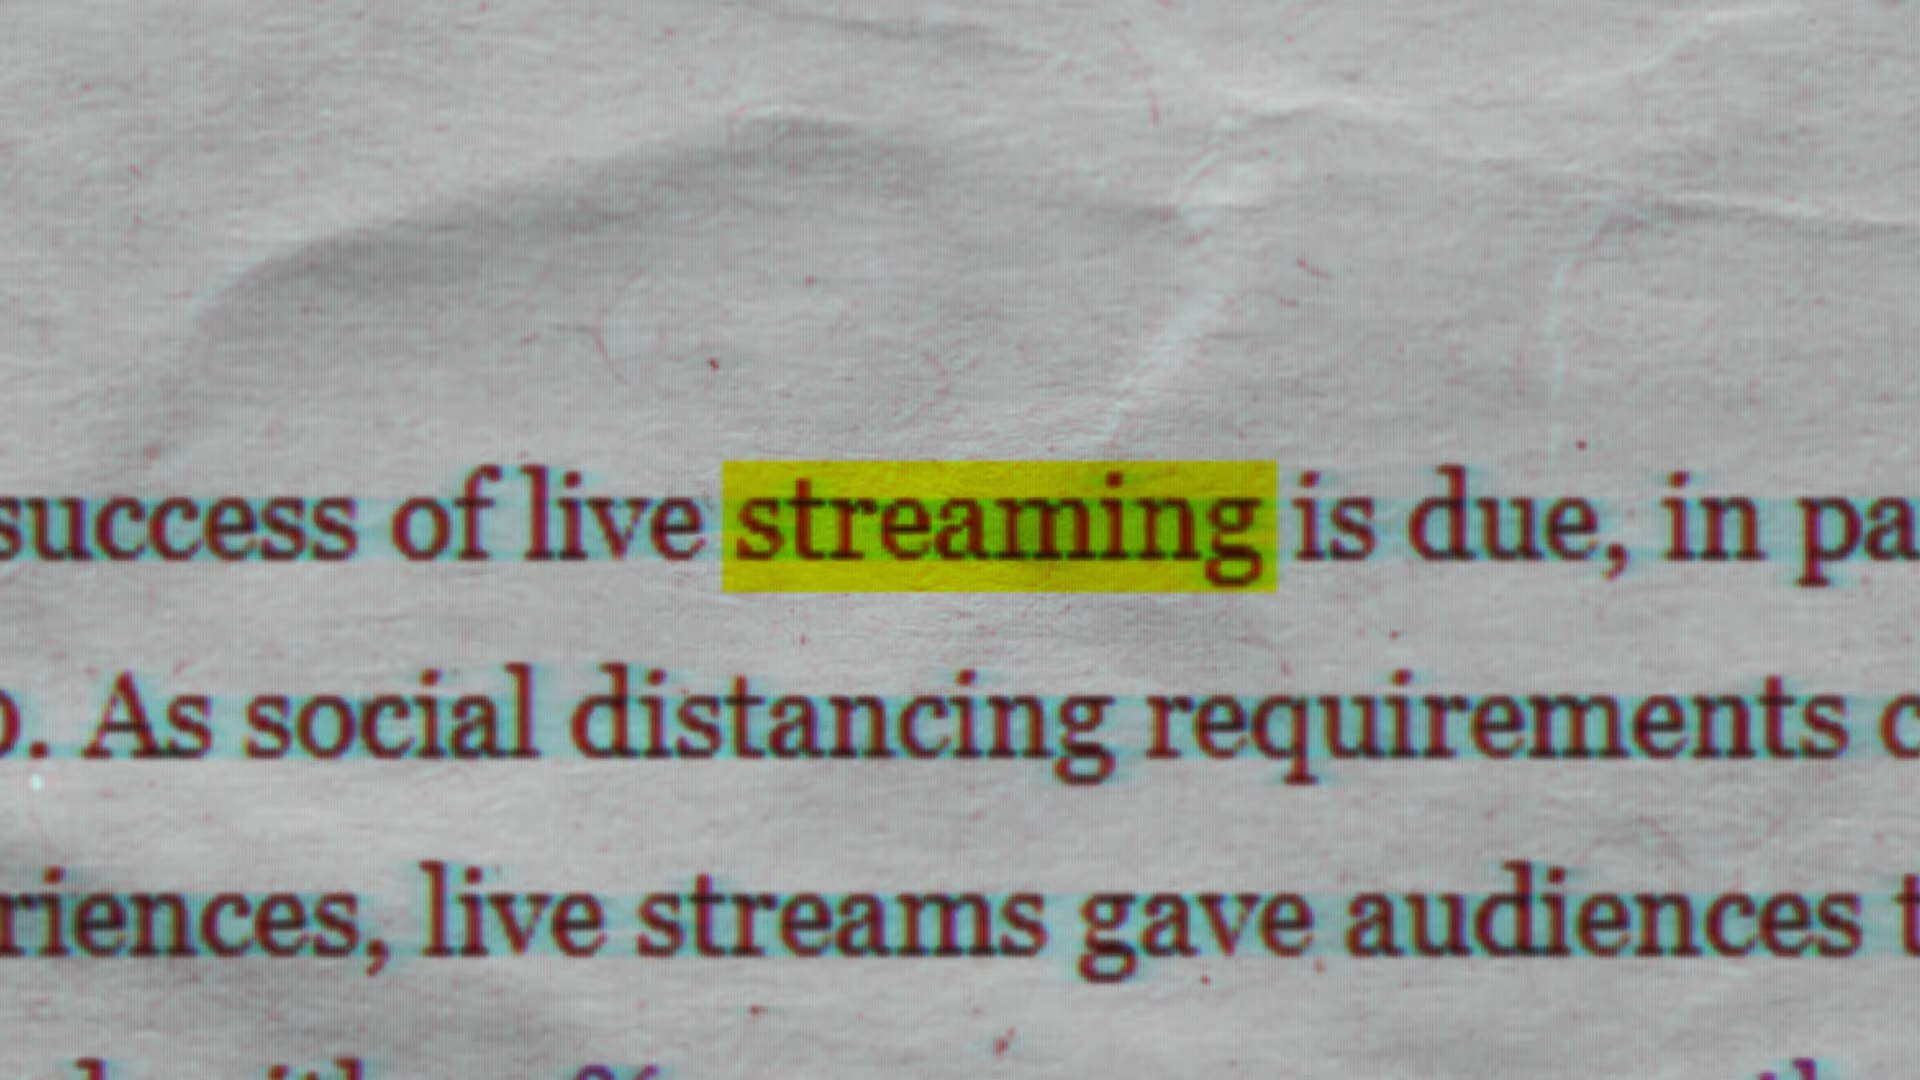 success of live streaming is due, in pa
. As social distancing requirements c
riences, live streams gave audiences t